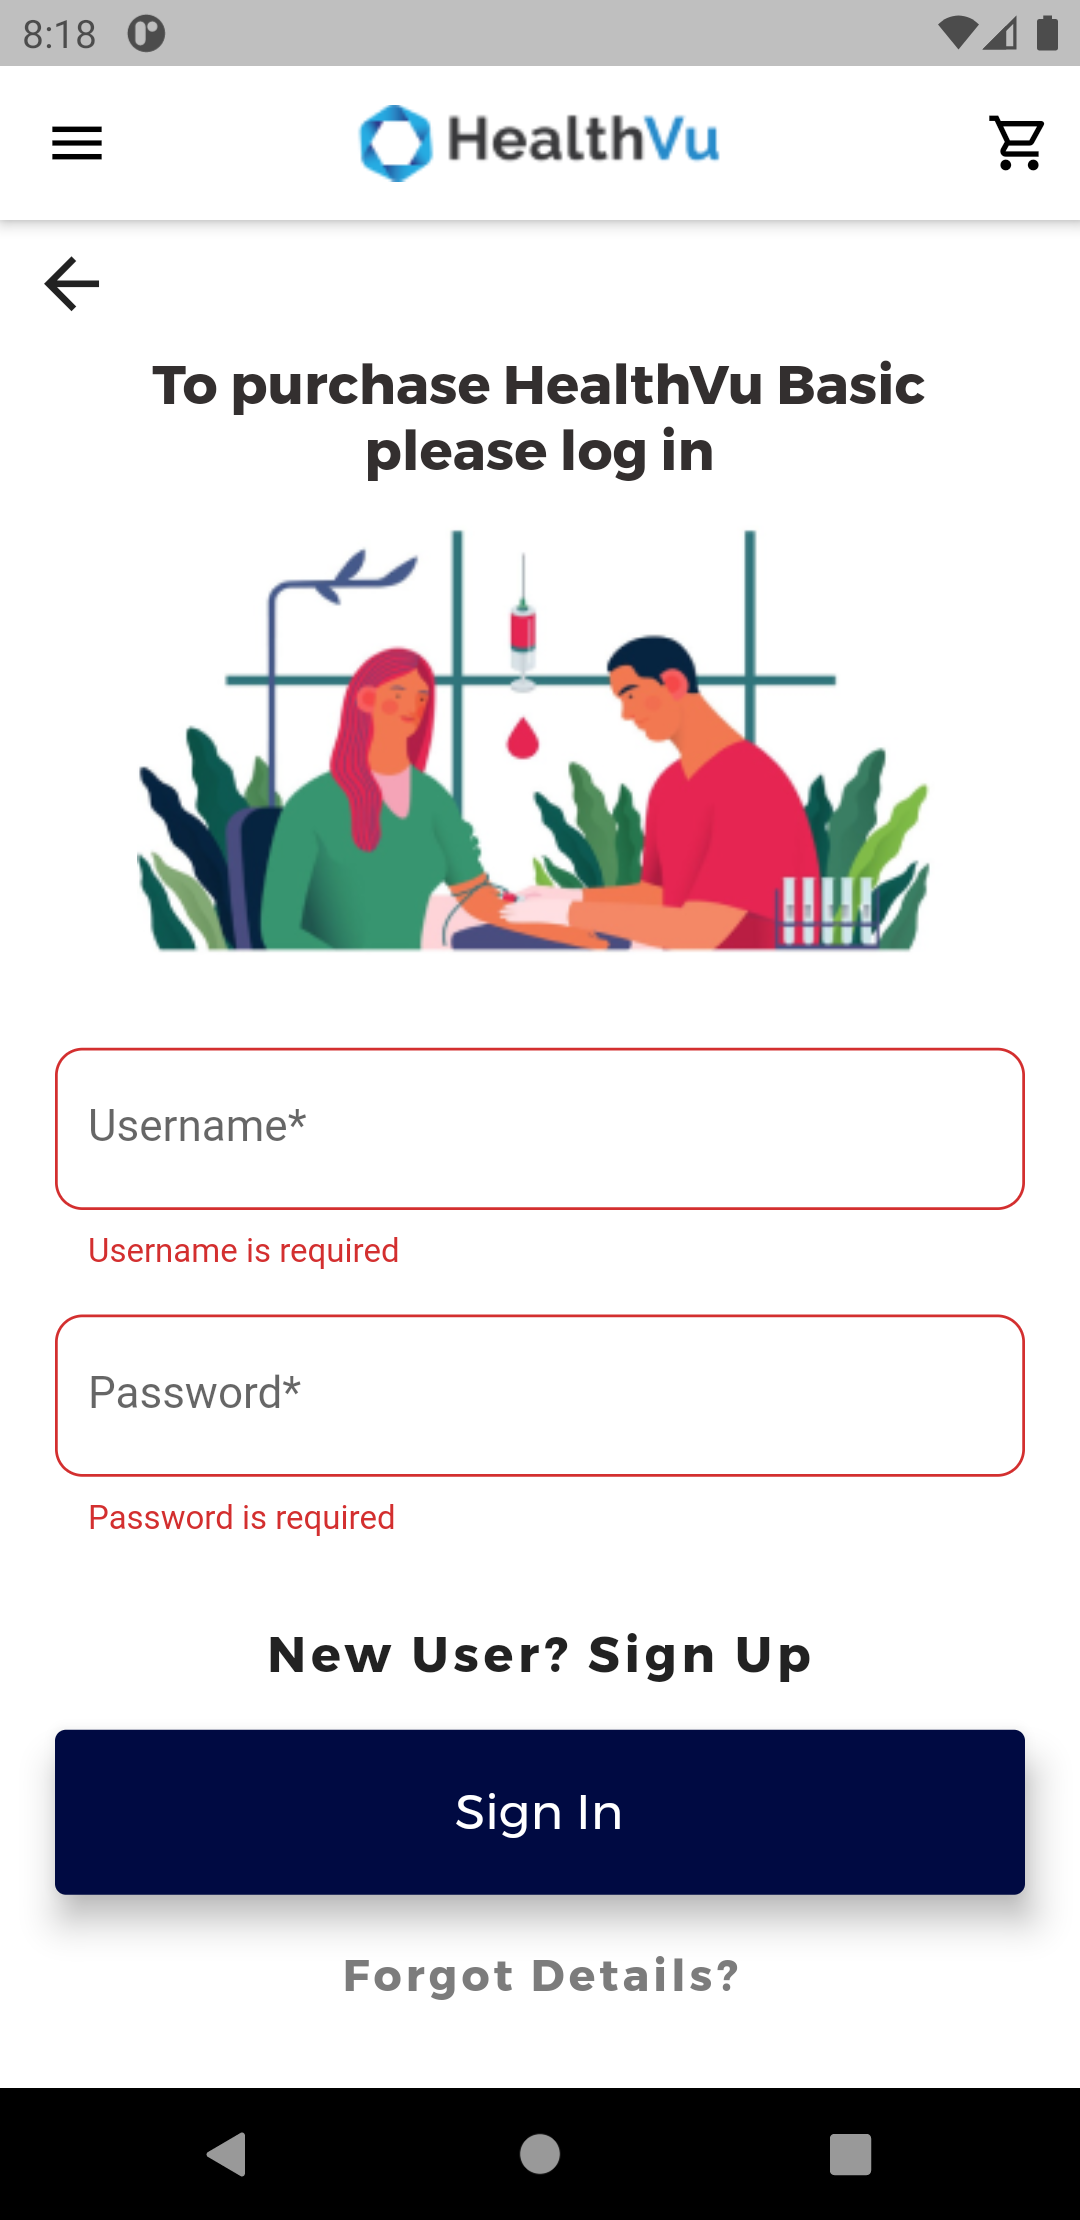 8:18
HealthVu
To purchase HealthVu Basic
please log in
Username*
Username is required
Password*
Password is required
New User? Sign Up
Sign In
Forgot Details?